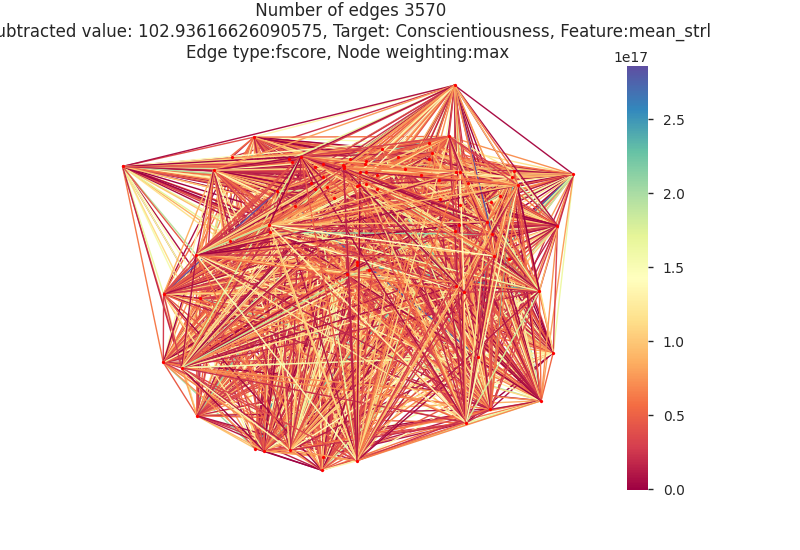 Number of edges 3570
ubtracted value: 102.93616626090575, Target: Conscientiousness, Feature:mean_strl
Edge type:fscore, Node weighting:max
1e17
2.5
2.0
1.5
1.0
0.5
0.0